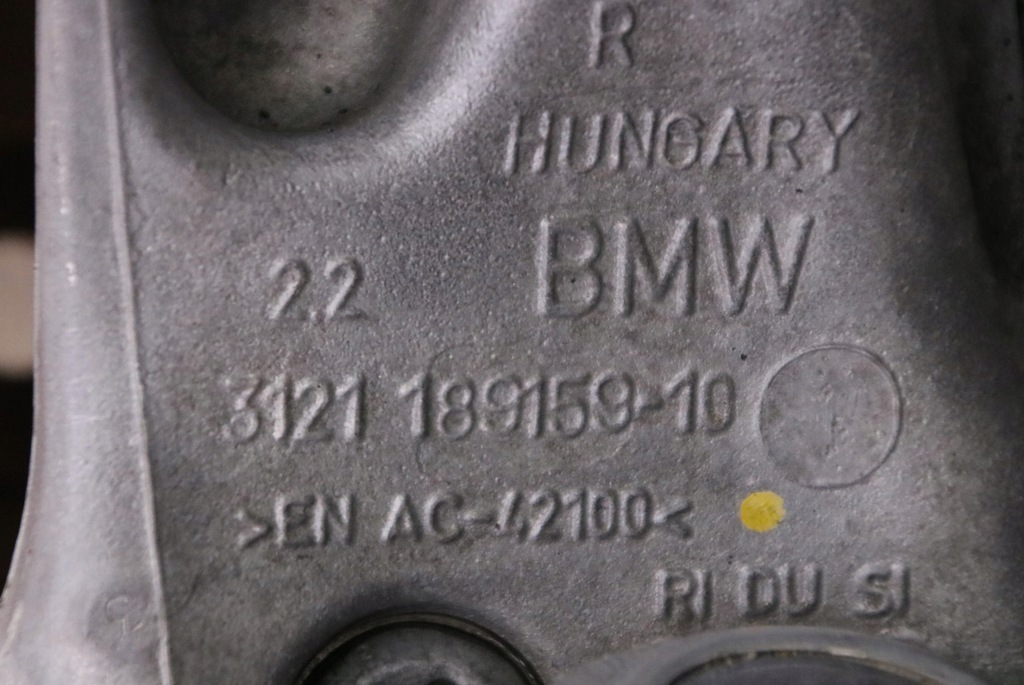 R
HUNGARY
BMW
2.2
3121 189159-10
>EN AC-42100<
RI DU SI